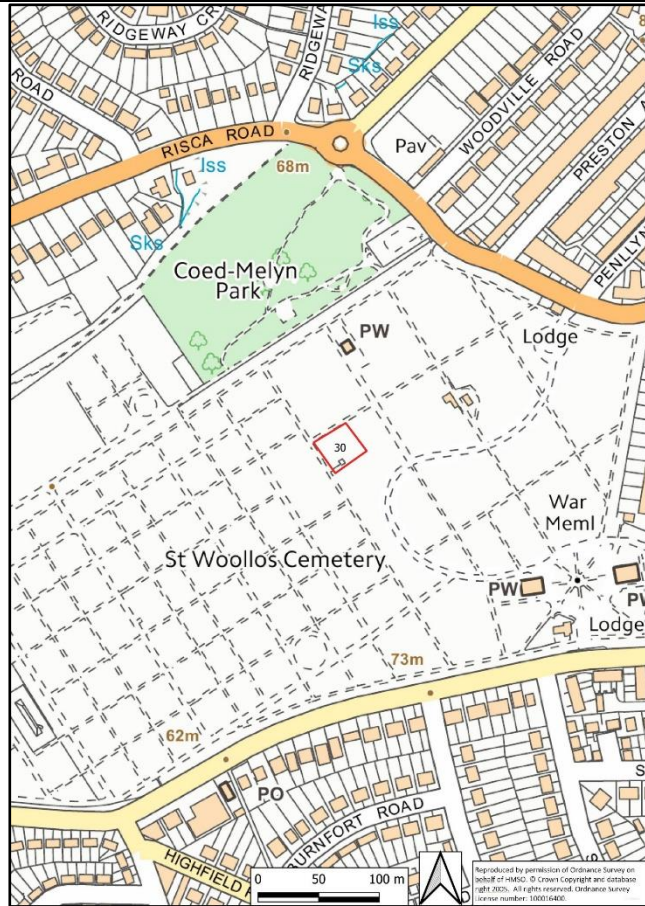 RIDGEWAY CR
RIDGEWAY
Iss
Sks
ROAD
WOODVILLE ROAD
PRESTON A
PENLLYN
RISCA ROAD
Pav
68m
Iss
Sks
Coed-Melyn
Park
PW
Lodge
30
War
Meml
St Woollos Cemetery
PW
PW
Lodge
73m
62m
PO
BURNFORT ROAD
HIGHFIELD
0 50 100 m
Reproduced by permission of Ordnance Survey on
behalf of HMSO. © Crown Copyright and database
right 2005. All rights reserved. Ordnance Survey
License number: 100016400.